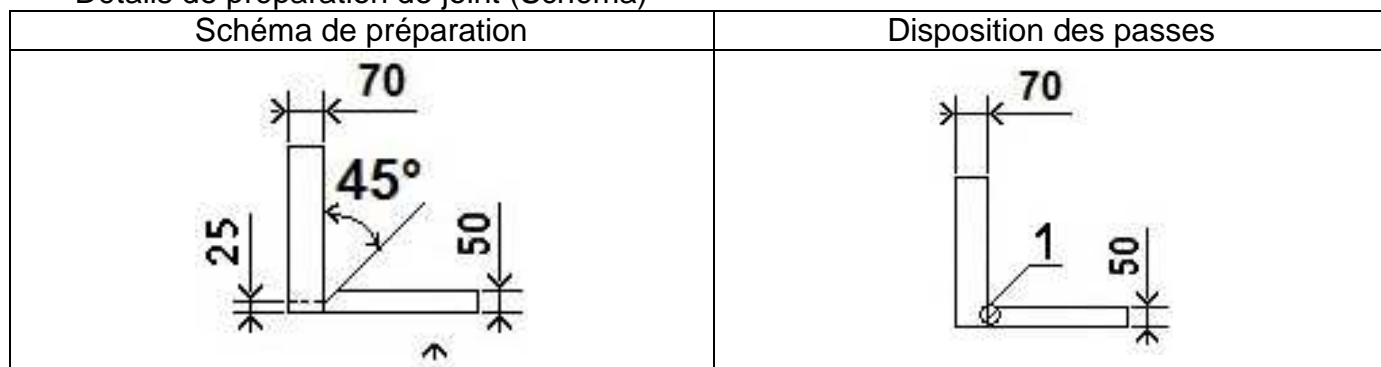 Détails de préparation de joint (Schéma)
Schéma de préparation
Disposition des passes
70
45°
25
50
70
1
50